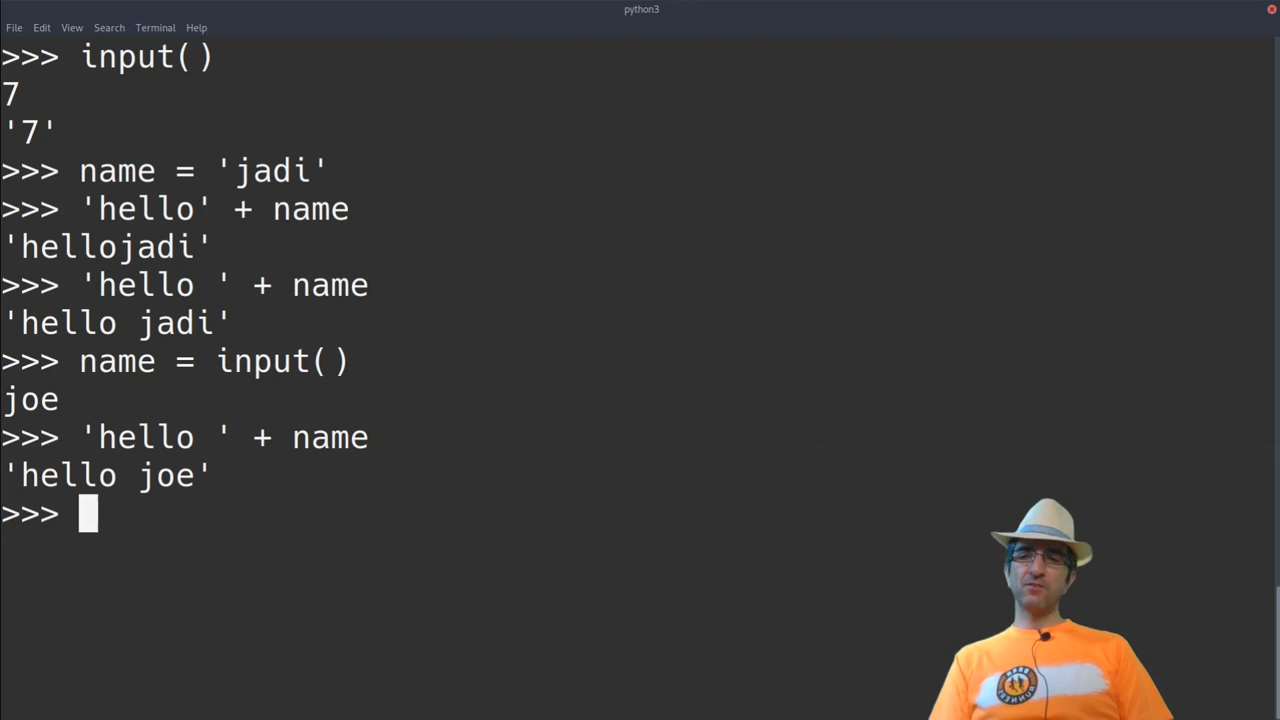 python3
File Edit View Search Terminal Help
>>> input()
7
'7'
>>> name = 'jadi'
>>> 'hello' + name
'hellojadi'
>>> 'hello ' + name
'hello jadi'
>>> name = input()
joe
>>> 'hello ' + name
'hello joe'
>>>